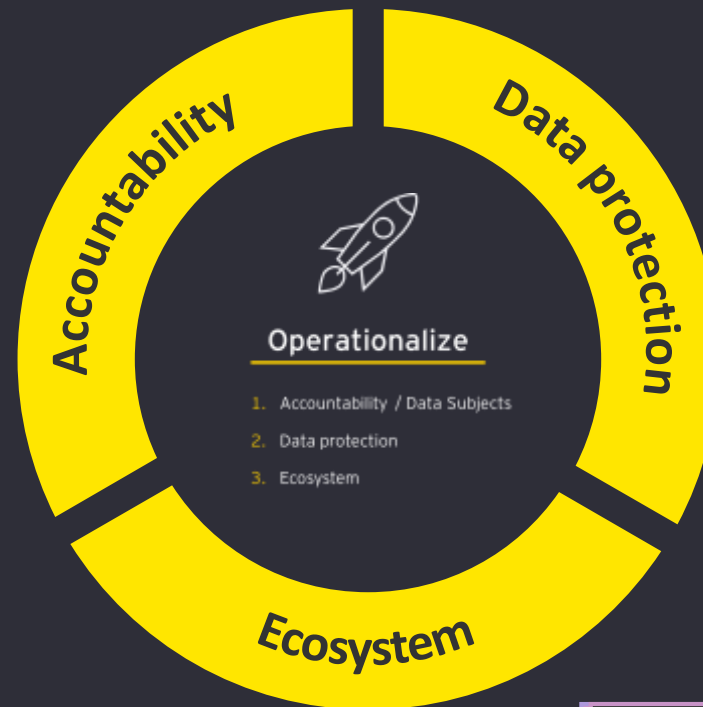 Accountability
Data protection
Operationalize
1. Accountability / Data Subjects
2. Data protection
3. Ecosystem
Ecosystem